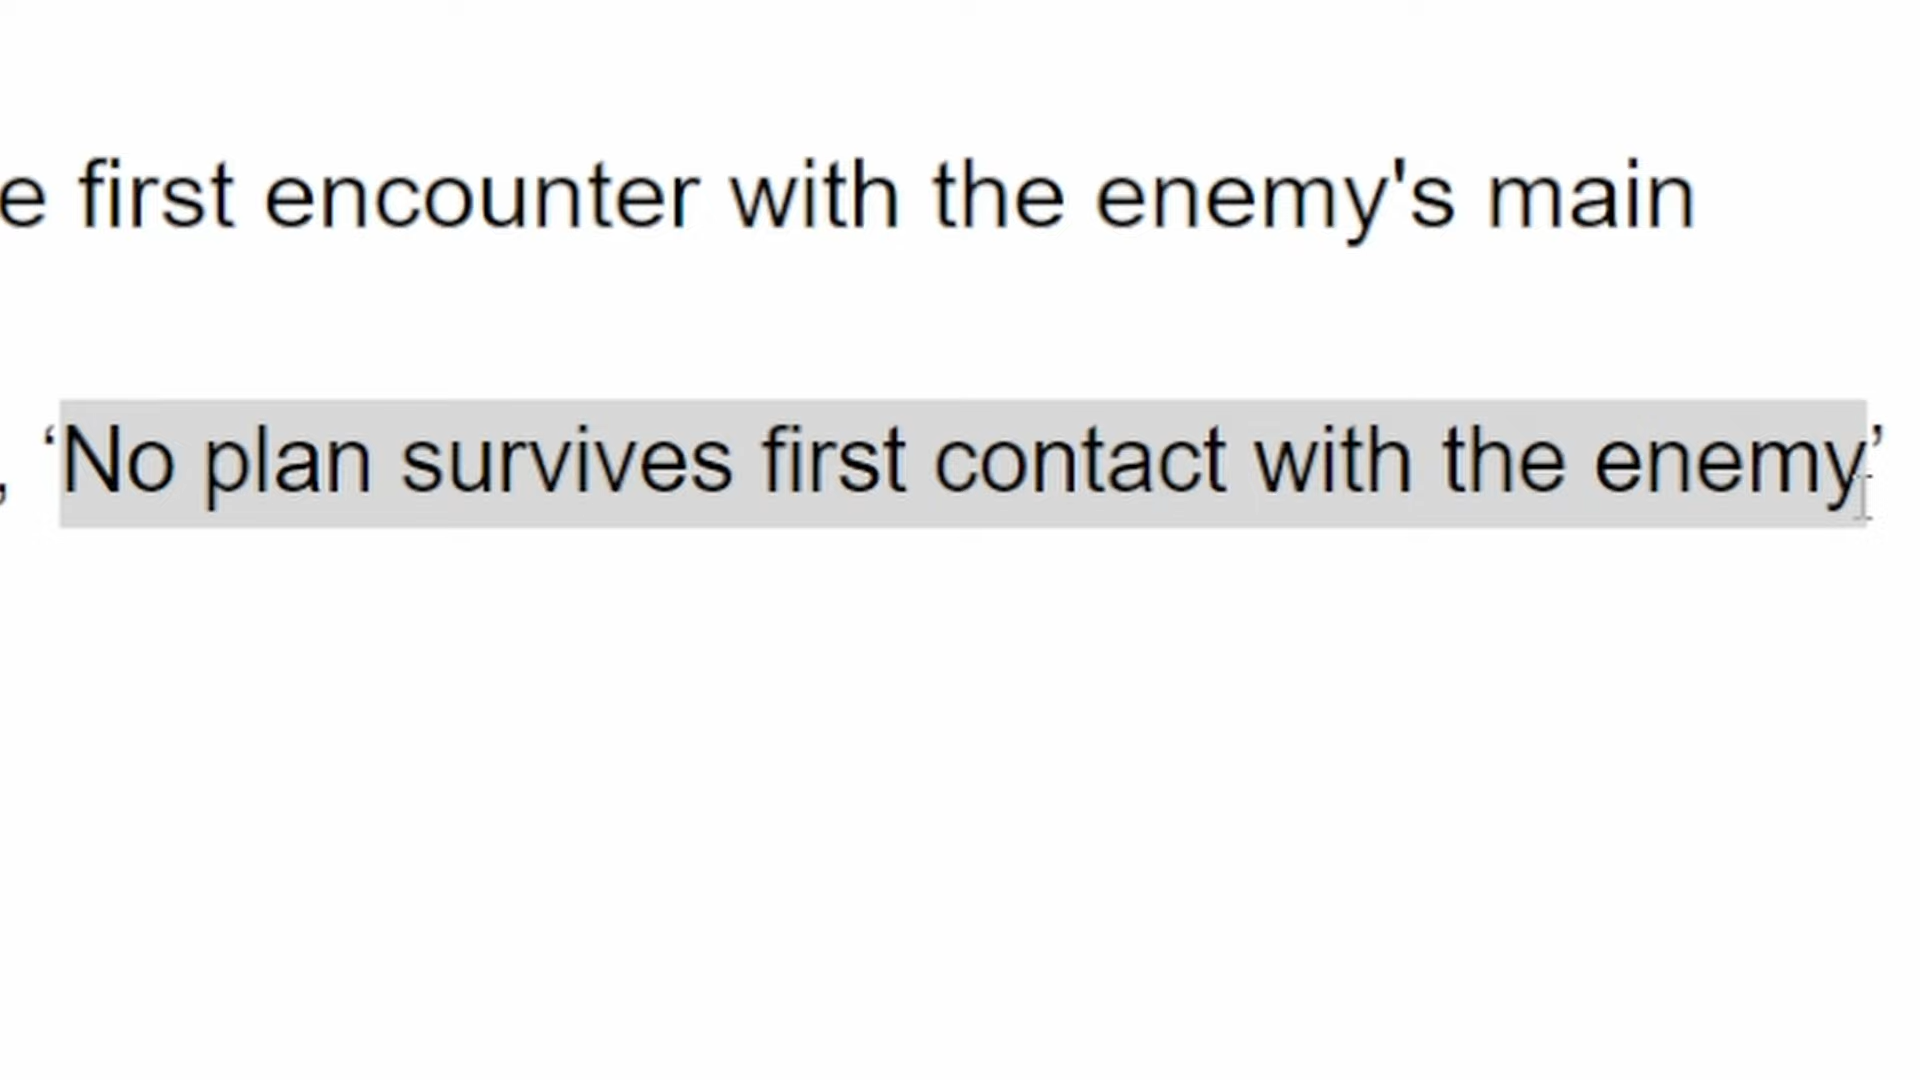 e first encounter with the enemy's main
, ‘No plan survives first contact with the enemy’